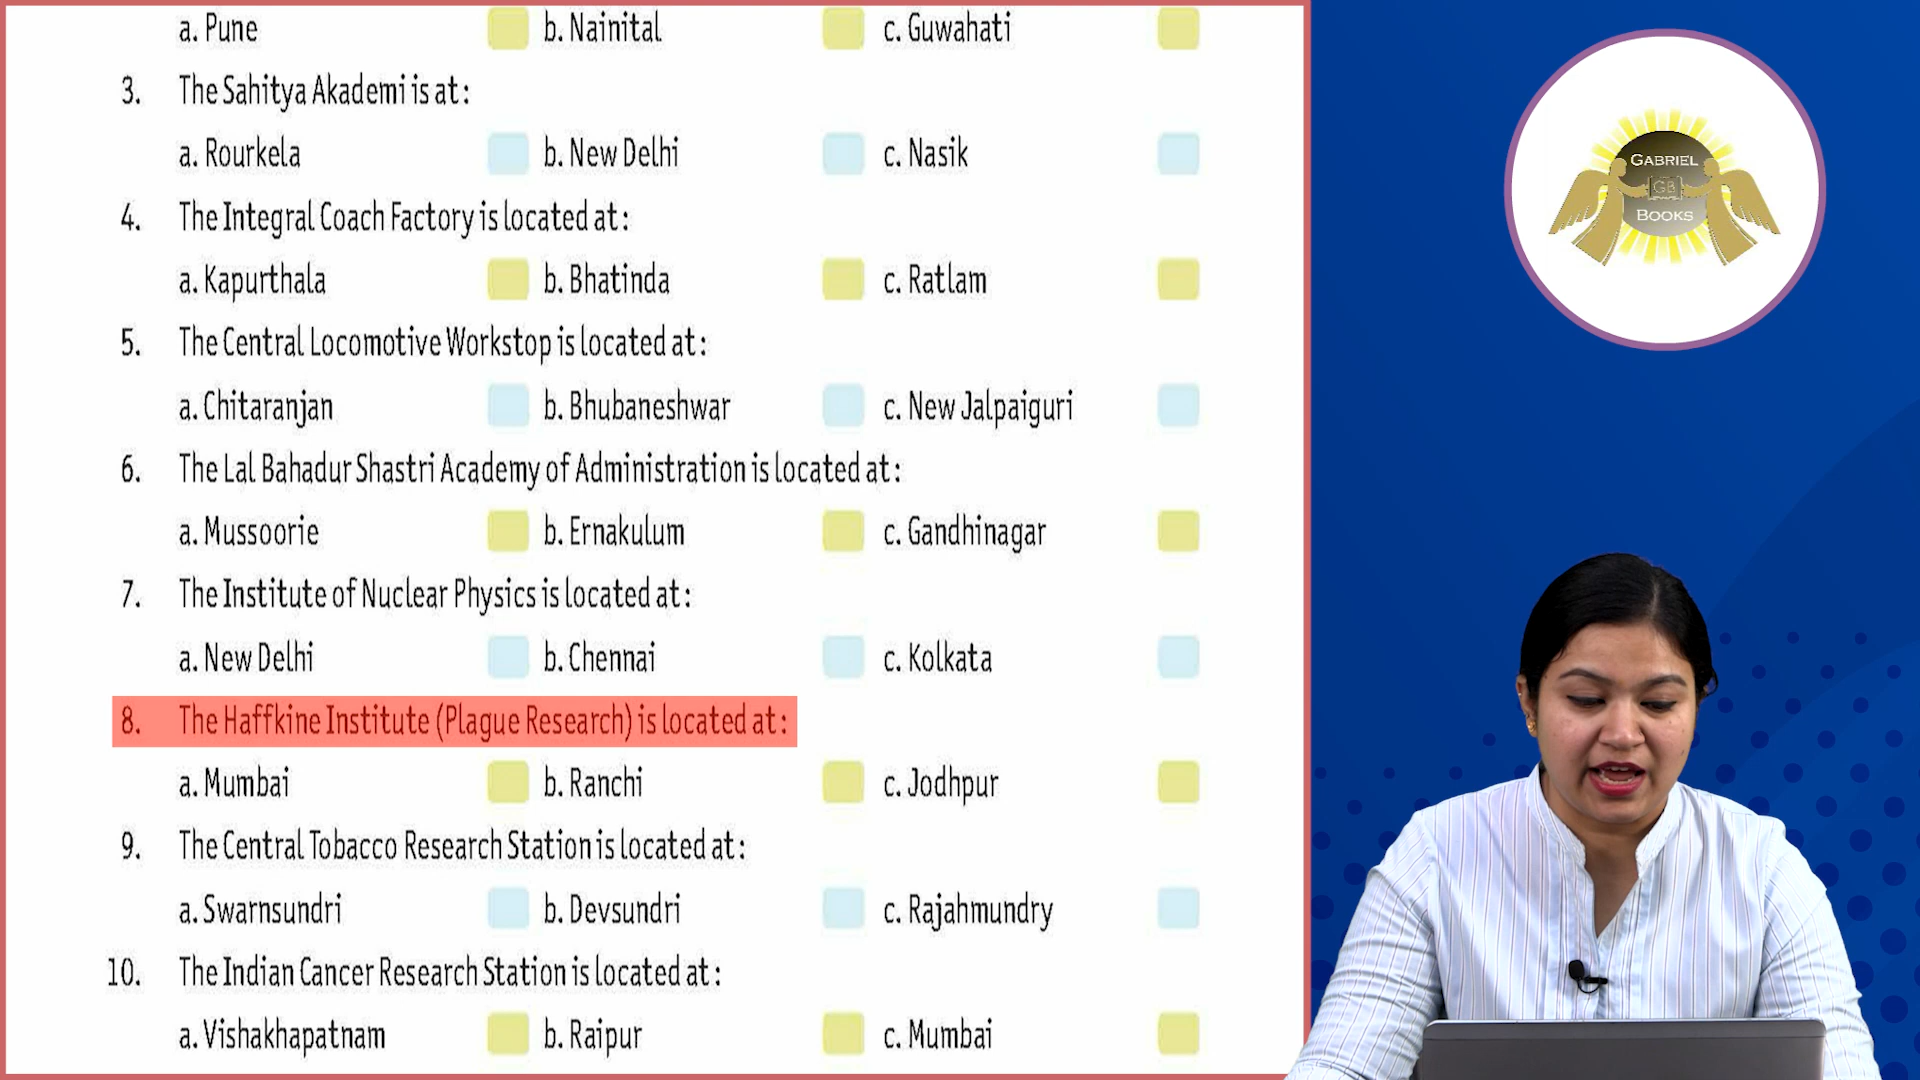 a. Pune b. Nainital c. Guwahati
3. The Sahitya Akademi is at :
a. Rourkela b. New Delhi c. Nasik
4. The Integral Coach Factory is located at :
a. Kapurthala b. Bhatinda c. Ratlam
5. The Central Locomotive Workstop is located at :
a. Chitaranjan b. Bhubaneshwar c. New Jalpaiguri
6. The Lal Bahadur Shastri Academy of Administration is located at :
a. Mussoorie b. Ernakulum c. Gandhinagar
7. The Institute of Nuclear Physics is located at :
a. New Delhi b. Chennai c. Kolkata
8. The Haffkine Institute (Plague Research) is located at :
a. Mumbai b. Ranchi c. Jodhpur
9. The Central Tobacco Research Station is located at :
a. Swarnsundri b. Devsundri c. Rajahmundry
10. The Indian Cancer Research Station is located at :
a. Vishakhapatnam b. Raipur c. Mumbai
GABRIEL
GB
BOOKS